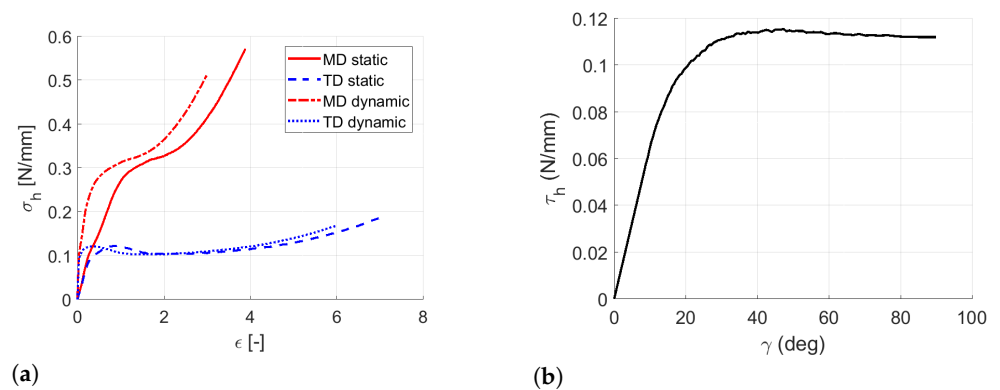 0.6
0.5
0.4
0.3
0.2
0.1
0
σh [N/mm]
0 2 4 6 8
ϵ [-]
MD static
TD static
MD dynamic
TD dynamic
(a)
0.12
0.1
0.08
0.06
0.04
0.02
0
τh (N/mm)
0 20 40 60 80 100
γ (deg)
(b)